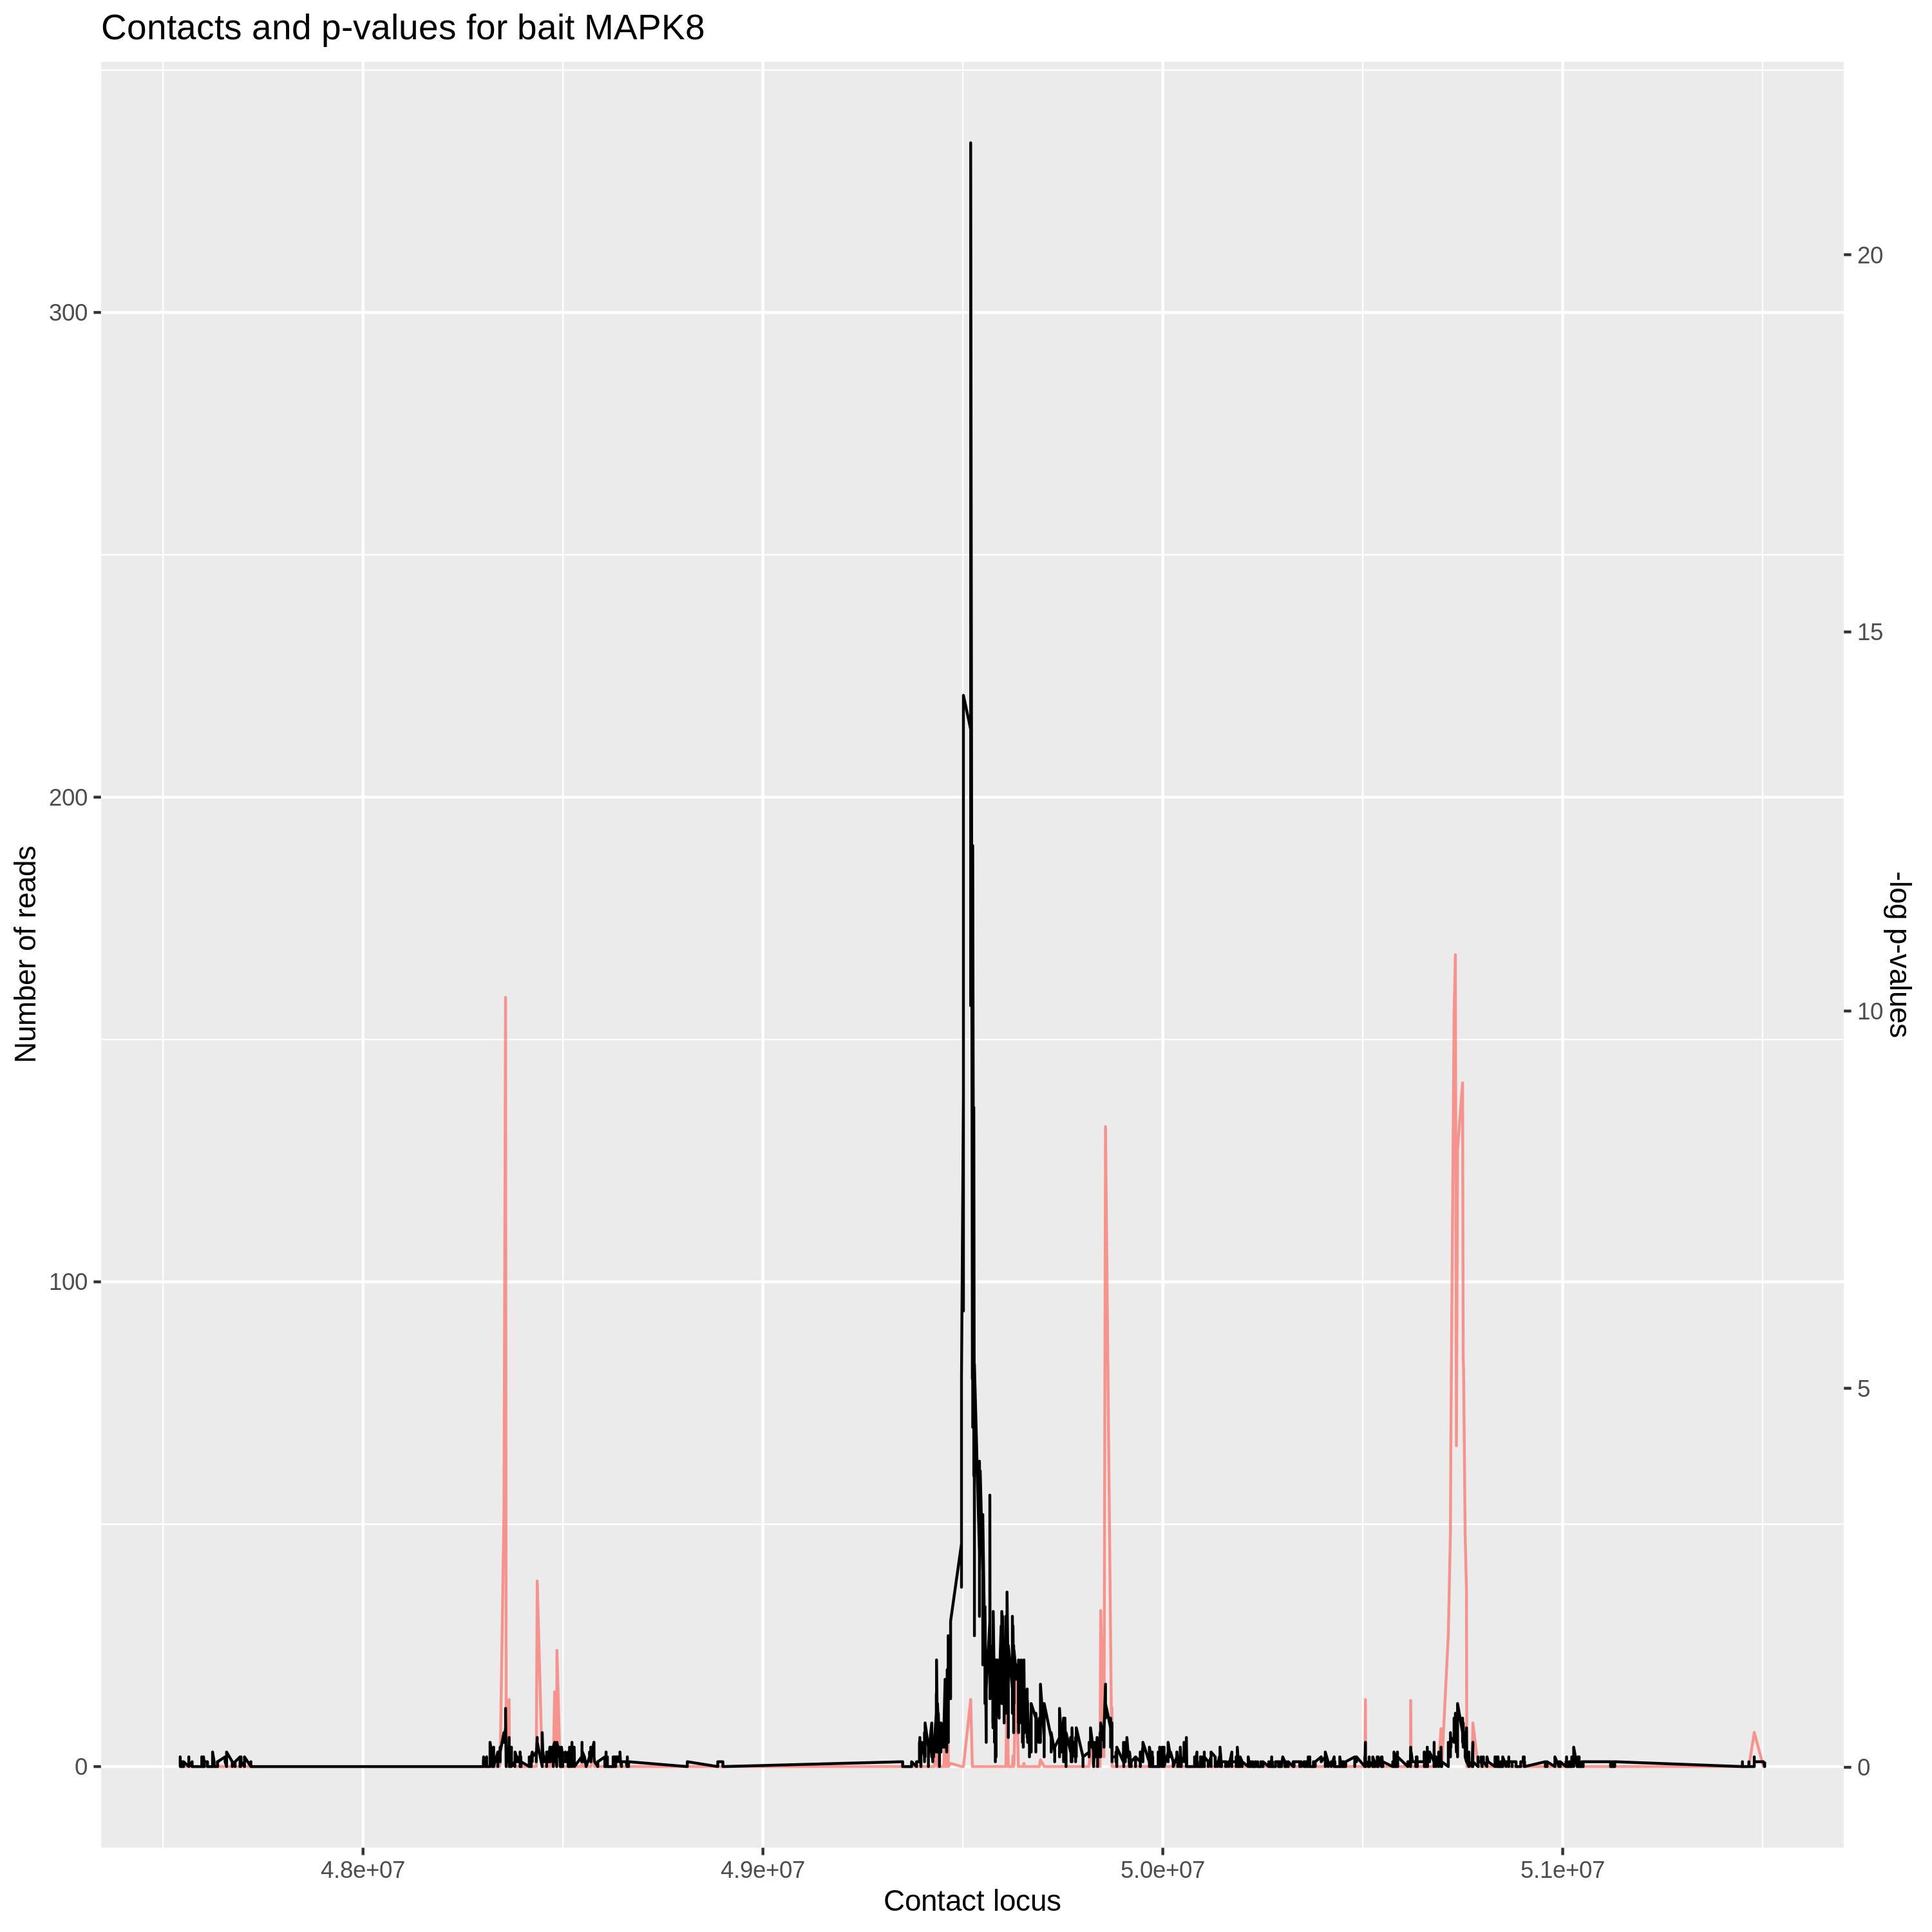 Contacts and p-values for bait MAPK8
Number of reads
300
200
100
0
20
15
10
5
0
-log p-values
4.8e+07
4.9e+07
5.0e+07
5.1e+07
Contact locus